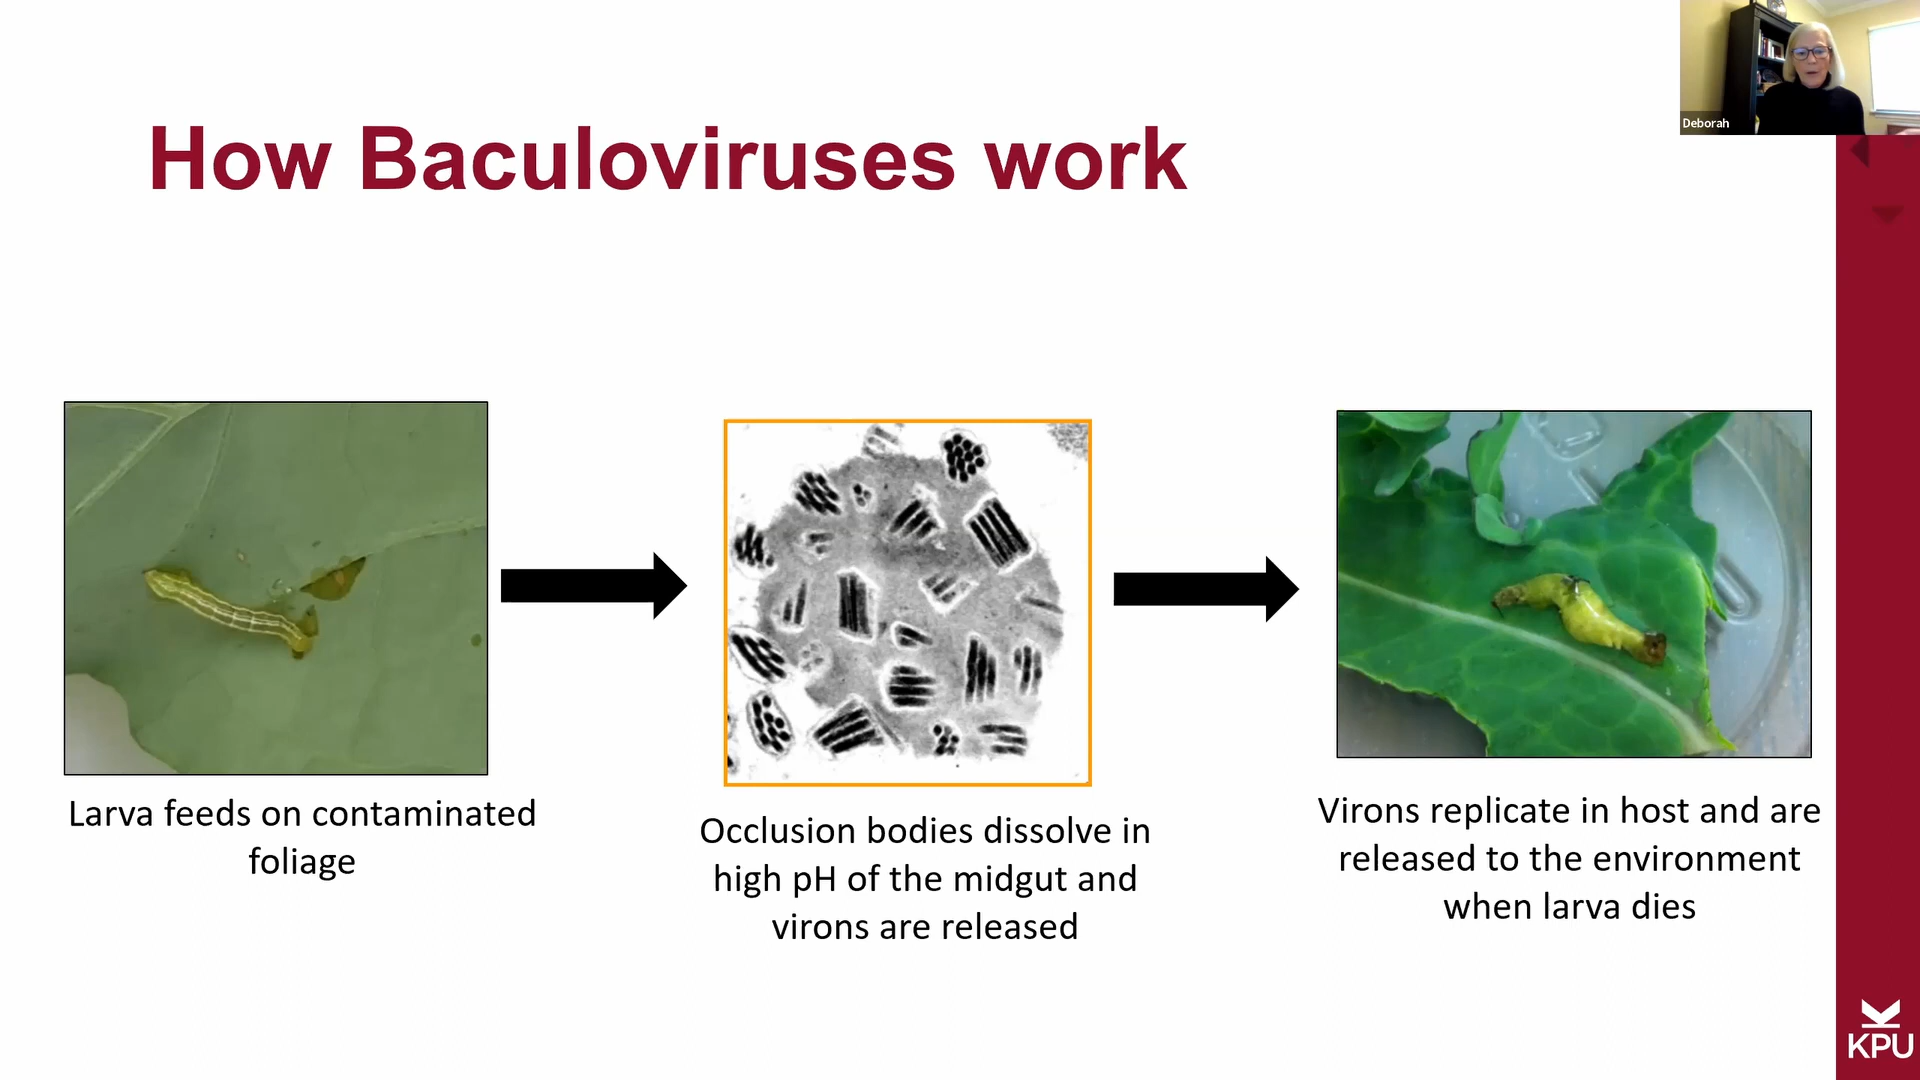 How Baculoviruses work
Deborah
Larva feeds on contaminated
foliage
Occlusion bodies dissolve in
high pH of the midgut and
virons are released
Virons replicate in host and are
released to the environment
when larva dies
KPU